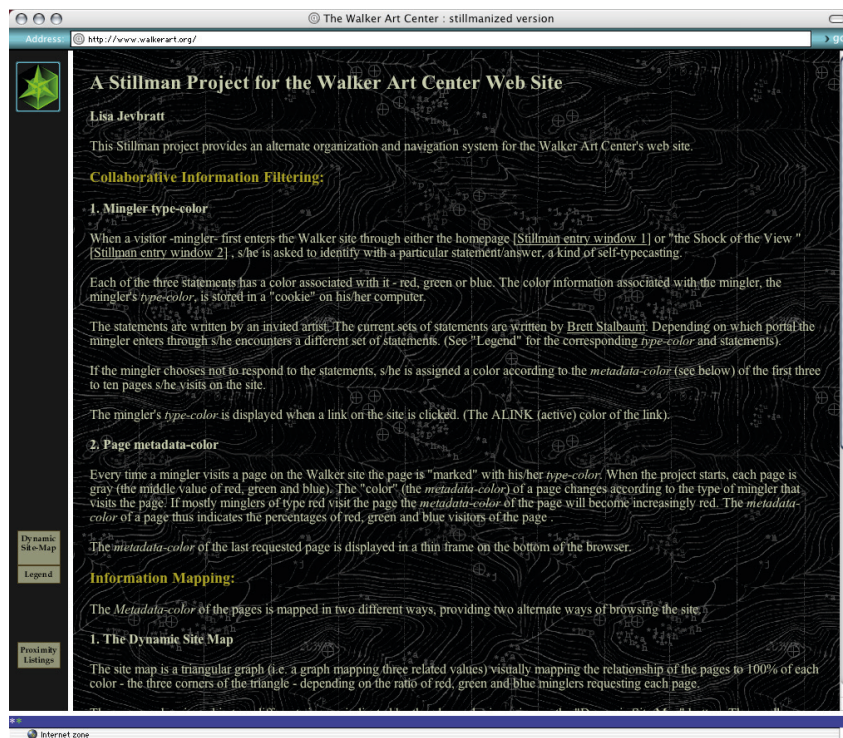 The Walker Art Center : stillmanized version
Address: http://www.walkerart.org/ go
A Stillman Project for the Walker Art Center Web Site
Lisa Jevbratt
This Stillman project provides an alternate organization and navigation system for the Walker Art Center's web site.
Collaborative Information Filtering:
1. Mingler type-color
When a visitor -mingler- first enters the Walker site through either the homepage [Stillman entry window 1] or "the Shock of the View "
[Stillman entry window 2] , s/he is asked to identify with a particular statement/answer, a kind of self-typecasting.
Each of the three statements has a color associated with it - red, green or blue. The color information associated with the mingler, the
mingler's type-color, is stored in a "cookie" on his/her computer.
The statements are written by an invited artist. The current sets of statements are written by Brett Stalbaum. Depending on which portal the
mingler enters through s/he encounters a different set of statements. (See "Legend" for the corresponding type-color and statements).
If the mingler chooses not to respond to the statements, s/he is assigned a color according to the metadata-color (see below) of the first three
to ten pages s/he visits on the site.
The mingler's type-color is displayed when a link on the site is clicked. (The ALINK (active) color of the link).
2. Page metadata-color
Every time a mingler visits a page on the Walker site the page is "marked" with his/her type-color. When the project starts, each page is
gray (the middle value of red, green and blue). The "color" (the metadata-color) of a page changes according to the type of mingler that
visits the page. If mostly minglers of type red visit the page the metadata-color of the page will become increasingly red. The metadata-
color of a page thus indicates the percentages of red, green and blue visitors of the page .
The metadata-color of the last requested page is displayed in a thin frame on the bottom of the browser.
Information Mapping:
The Metadata-color of the pages is mapped in two different ways, providing two alternate ways of browsing the site.
1. The Dynamic Site Map
The site map is a triangular graph (i.e. a graph mapping three related values) visually mapping the relationship of the pages to 100% of each
color - the three corners of the triangle - depending on the ratio of red, green and blue minglers requesting each page.
Dynamic
Site-Map
Legend
Proximity
Listings
**
Internet zone